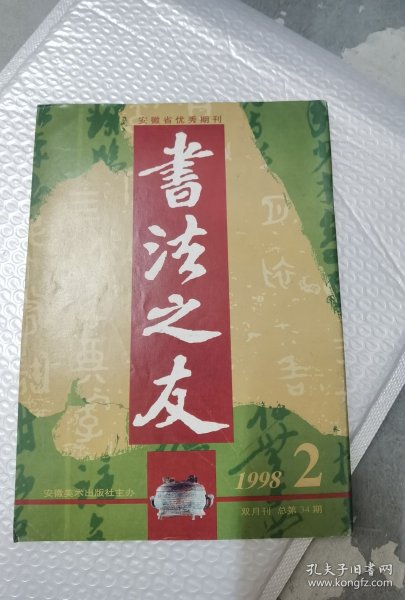 安徽省优秀期刊
書法之友
1998 2
安徽美术出版社主办
双月刊 总第34期
孔夫子旧书网
www.kongfz.com